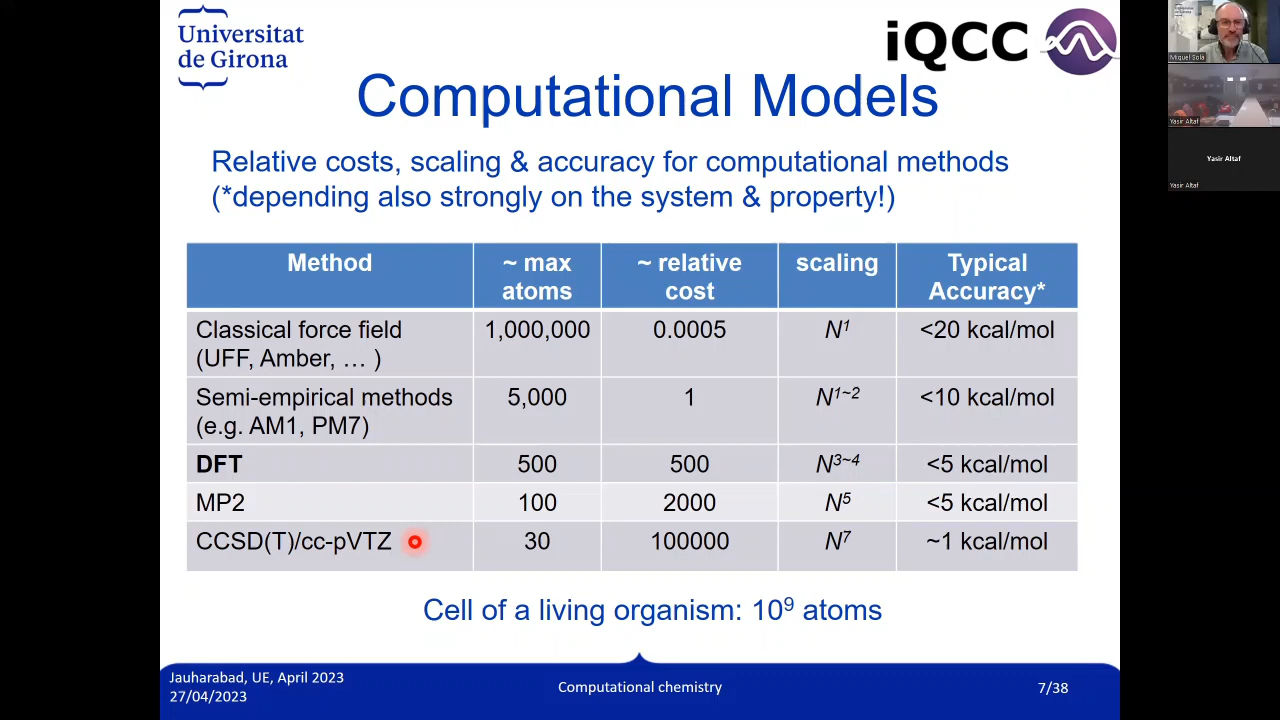 Universitat
de Girona
iQCC
Computational Models
Relative costs, scaling & accuracy for computational methods
(*depending also strongly on the system & property!)
Method
~ max
atoms
~ relative
cost
scaling
Typical
Accuracy*
Classical force field
(UFF, Amber, … )
1,000,000
0.0005
N¹
<20 kcal/mol
Semi-empirical methods
(e.g. AM1, PM7)
5,000
1
N¹~²
<10 kcal/mol
DFT
500
500
N³~⁴
<5 kcal/mol
MP2
100
2000
N⁵
<5 kcal/mol
CCSD(T)/cc-pVTZ
30
100000
N⁷
~1 kcal/mol
Cell of a living organism: 10⁹ atoms
Jauharabad, UE, April 2023
27/04/2023
Computational chemistry
7/38
Miquel Solà
Yasir Altaf
Yasir Altaf
Yasir Altaf